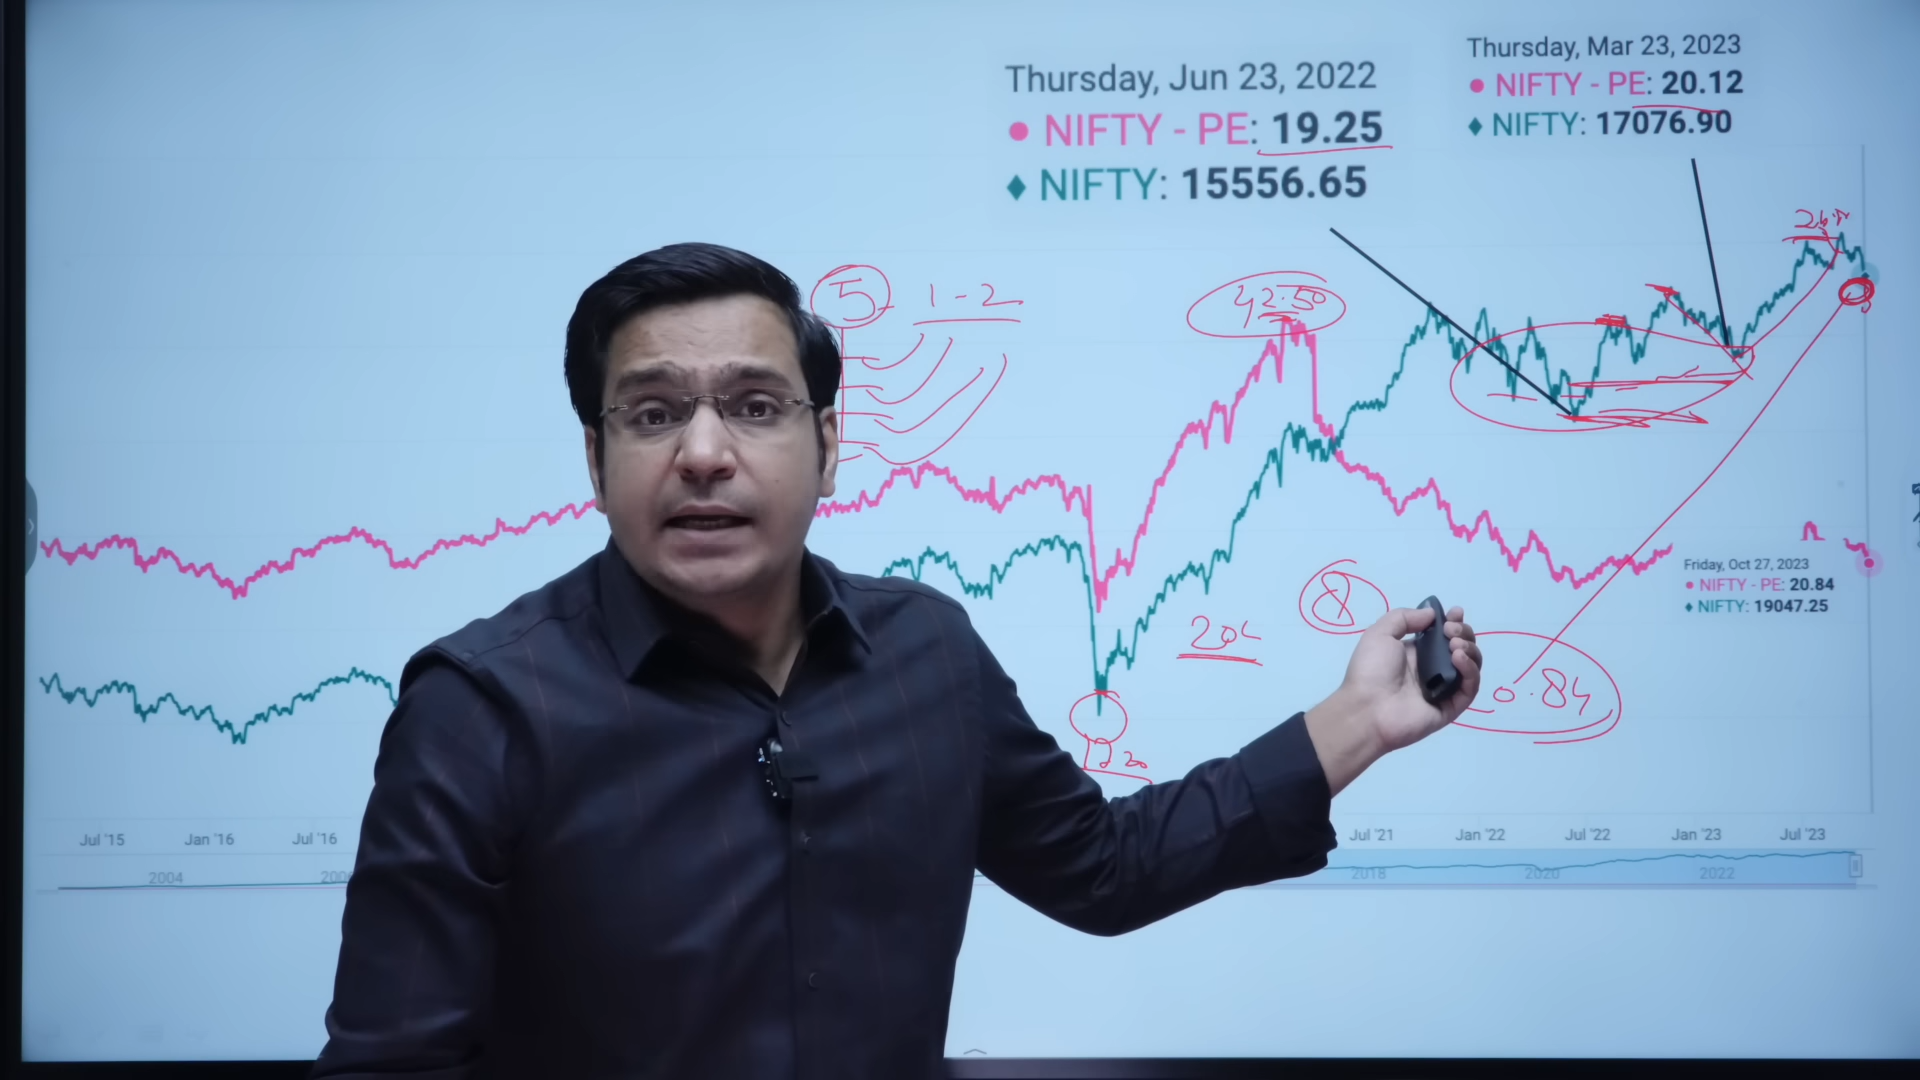 Thursday, Jun 23, 2022
NIFTY - PE: 19.25
NIFTY: 15556.65
Thursday, Mar 23, 2023
NIFTY - PE: 20.12
NIFTY: 17076.90
5
1-2
42.50
8
0.84
Friday, Oct 27, 2023
NIFTY - PE: 20.84
NIFTY: 19047.25
Jul '15 Jan '16 Jul '16 Jul '21 Jan '22 Jul '22 Jan '23 Jul '23
2004 2018 2020 2022